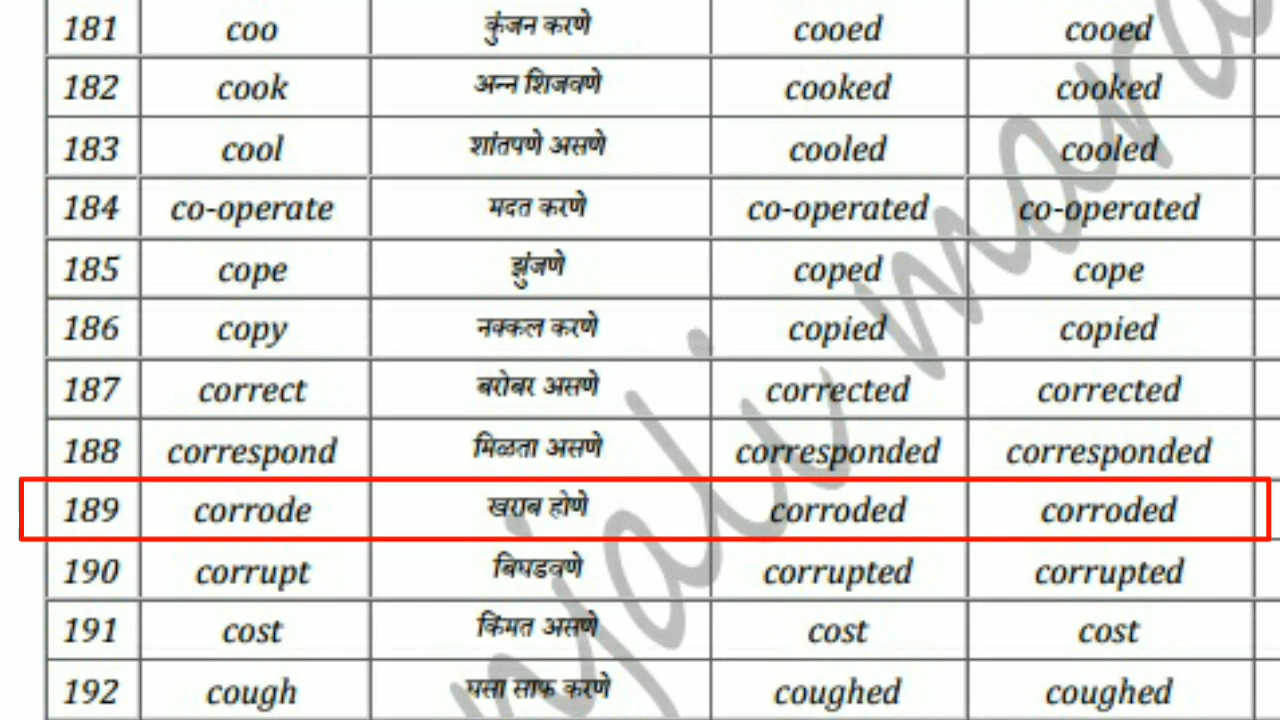 181 coo कुंजन करणे cooed cooed
182 cook अन्न शिजवणे cooked cooked
183 cool शांतपणे असणे cooled cooled
184 co-operate मदत करणे co-operated co-operated
185 cope झुंजणे coped cope
186 copy नक्कल करणे copied copied
187 correct बरोबर असणे corrected corrected
188 correspond मिळता असणे corresponded corresponded
189 corrode खराब होणे corroded corroded
190 corrupt बिघडवणे corrupted corrupted
191 cost किंमत असणे cost cost
192 cough घसा साफ करणे coughed coughed